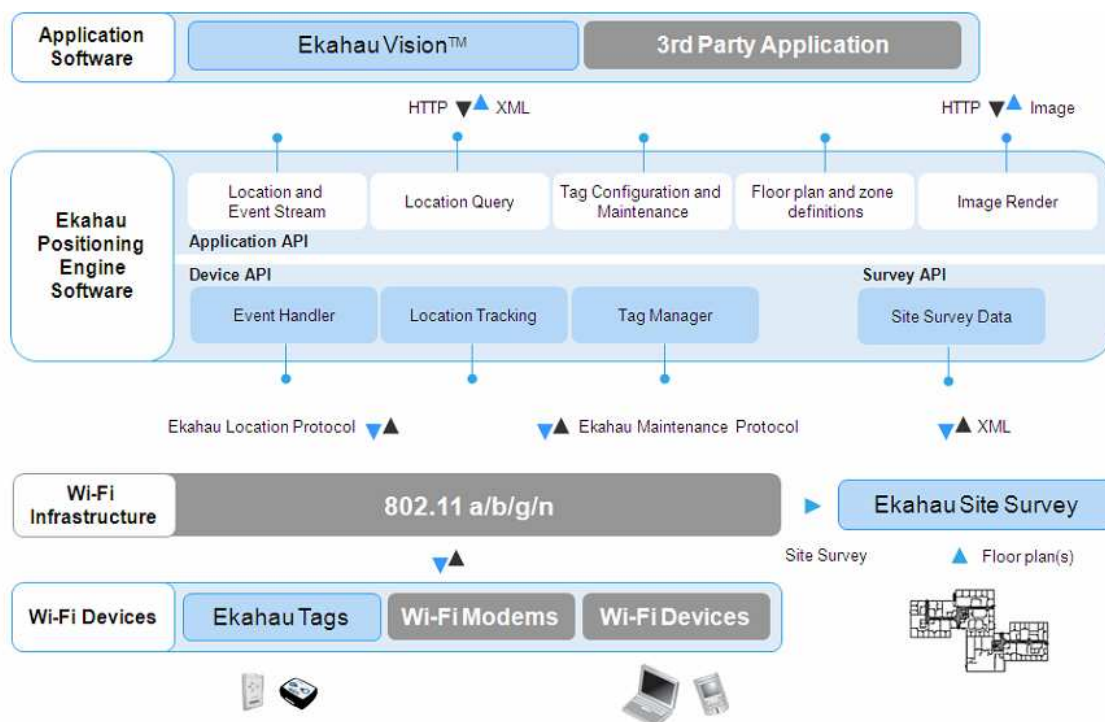 Application
Software
Ekahau Vision™
3rd Party Application
HTTP
XML
HTTP
Image
Ekahau
Positioning
Engine
Software
Location and
Event Stream
Location Query
Tag Configuration and
Maintenance
Floor plan and zone
definitions
Image Render
Application API
Device API
Survey API
Event Handler
Location Tracking
Tag Manager
Site Survey Data
Ekahau Location Protocol
Ekahau Maintenance Protocol
XML
Wi-Fi
Infrastructure
802.11 a/b/g/n
Ekahau Site Survey
Site Survey
Floor plan(s)
Wi-Fi Devices
Ekahau Tags
Wi-Fi Modems
Wi-Fi Devices